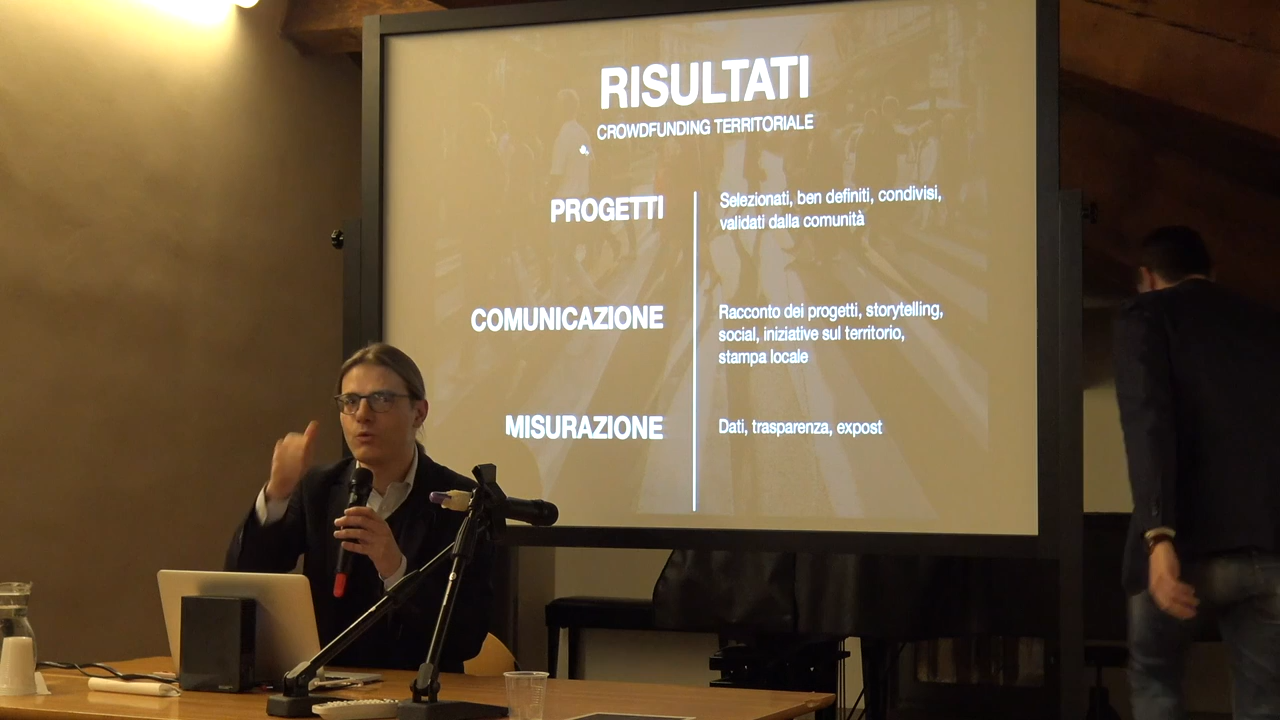 RISULTATI
CROWDFUNDING TERRITORIALE
PROGETTI
Selezionati, ben definiti, condivisi,
validati dalla comunità
COMUNICAZIONE
Racconto dei progetti, storytelling,
social, iniziative sul territorio,
stampa locale
MISURAZIONE
Dati, trasparenza, expost